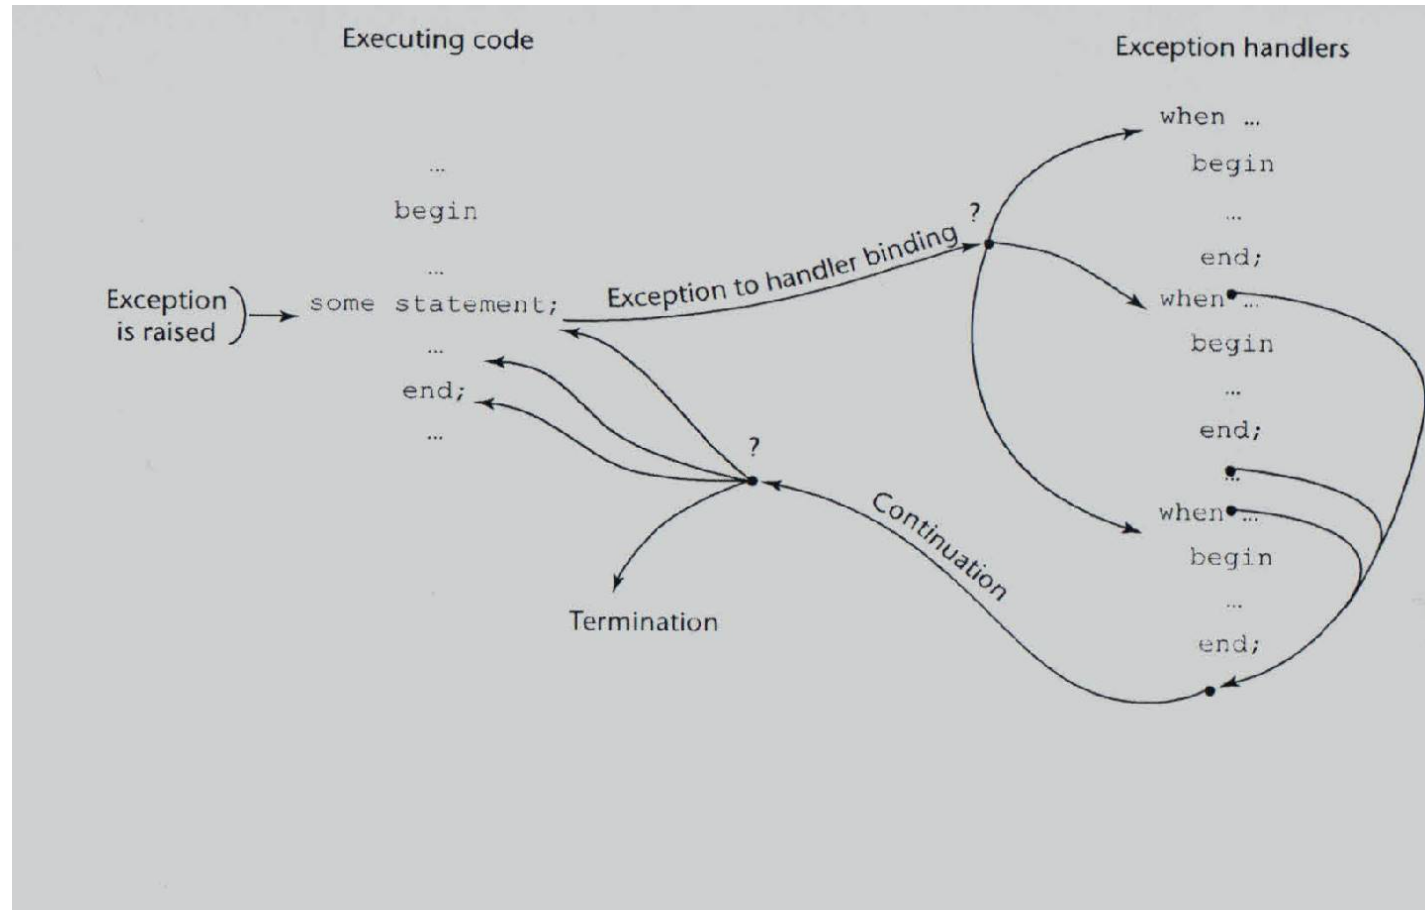 Executing code
...
begin
...
Exception
is raised
some statement;
...
end;
...
Exception to handler binding
?
?
Termination
Continuation
Exception handlers
when ...
begin
...
end;
when ...
begin
...
end;
...
when ...
begin
...
end;